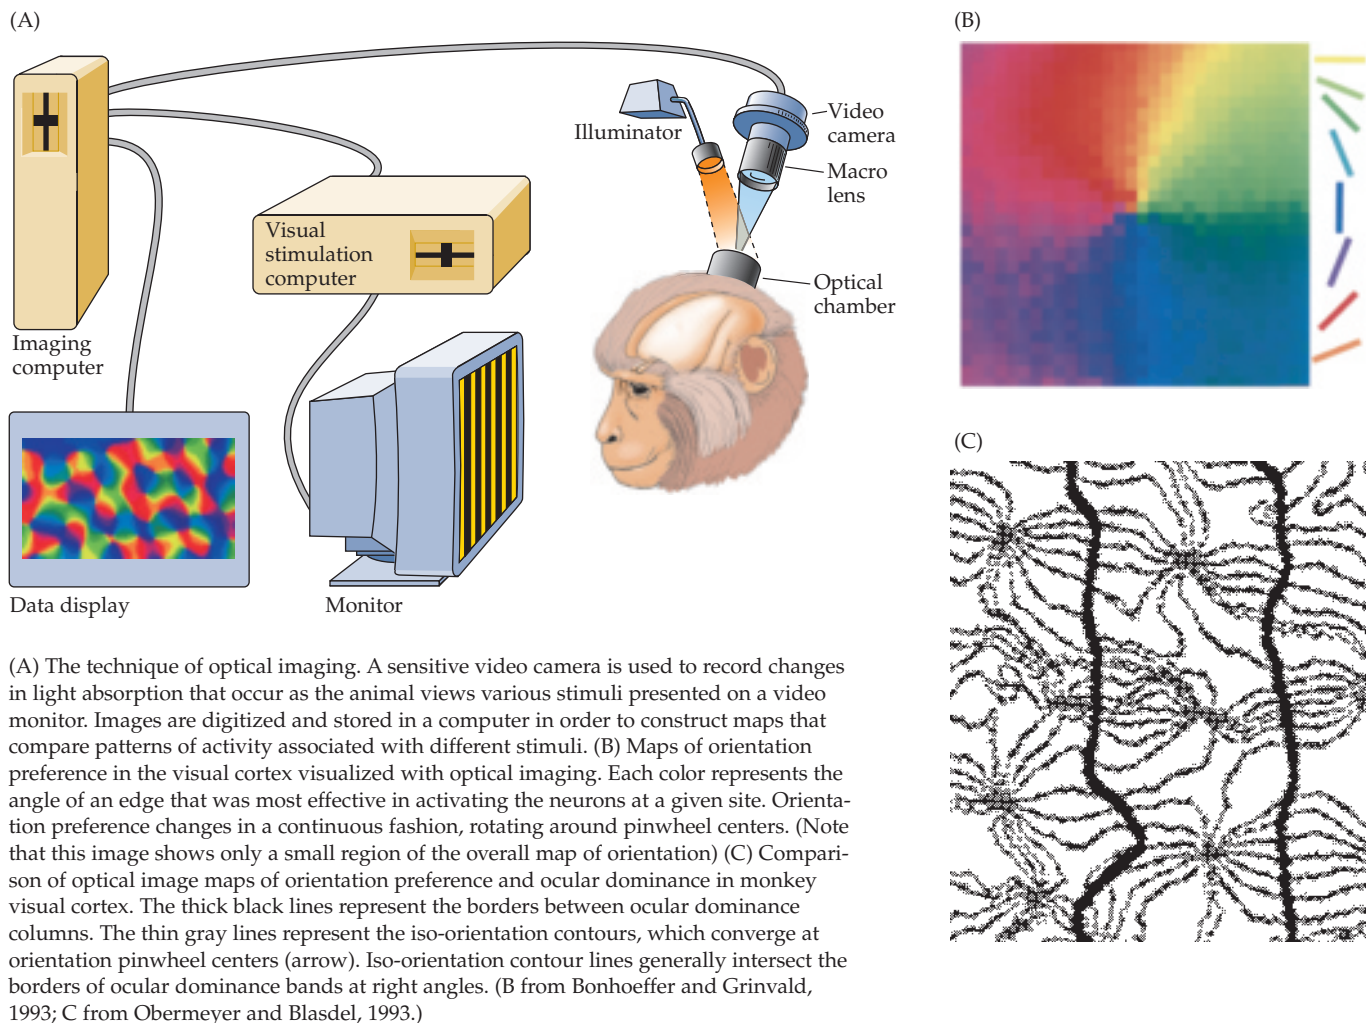 (A)
(B)
Illuminator
Video
camera
Macro
lens
Visual
stimulation
computer
Optical
chamber
Imaging
computer
(C)
Data display
Monitor
(A) The technique of optical imaging. A sensitive video camera is used to record changes
in light absorption that occur as the animal views various stimuli presented on a video
monitor. Images are digitized and stored in a computer in order to construct maps that
compare patterns of activity associated with different stimuli. (B) Maps of orientation
preference in the visual cortex visualized with optical imaging. Each color represents the
angle of an edge that was most effective in activating the neurons at a given site. Orienta-
tion preference changes in a continuous fashion, rotating around pinwheel centers. (Note
that this image shows only a small region of the overall map of orientation) (C) Compari-
son of optical image maps of orientation preference and ocular dominance in monkey
visual cortex. The thick black lines represent the borders between ocular dominance
columns. The thin gray lines represent the iso-orientation contours, which converge at
orientation pinwheel centers (arrow). Iso-orientation contour lines generally intersect the
borders of ocular dominance bands at right angles. (B from Bonhoeffer and Grinvald,
1993; C from Obermeyer and Blasdel, 1993.)